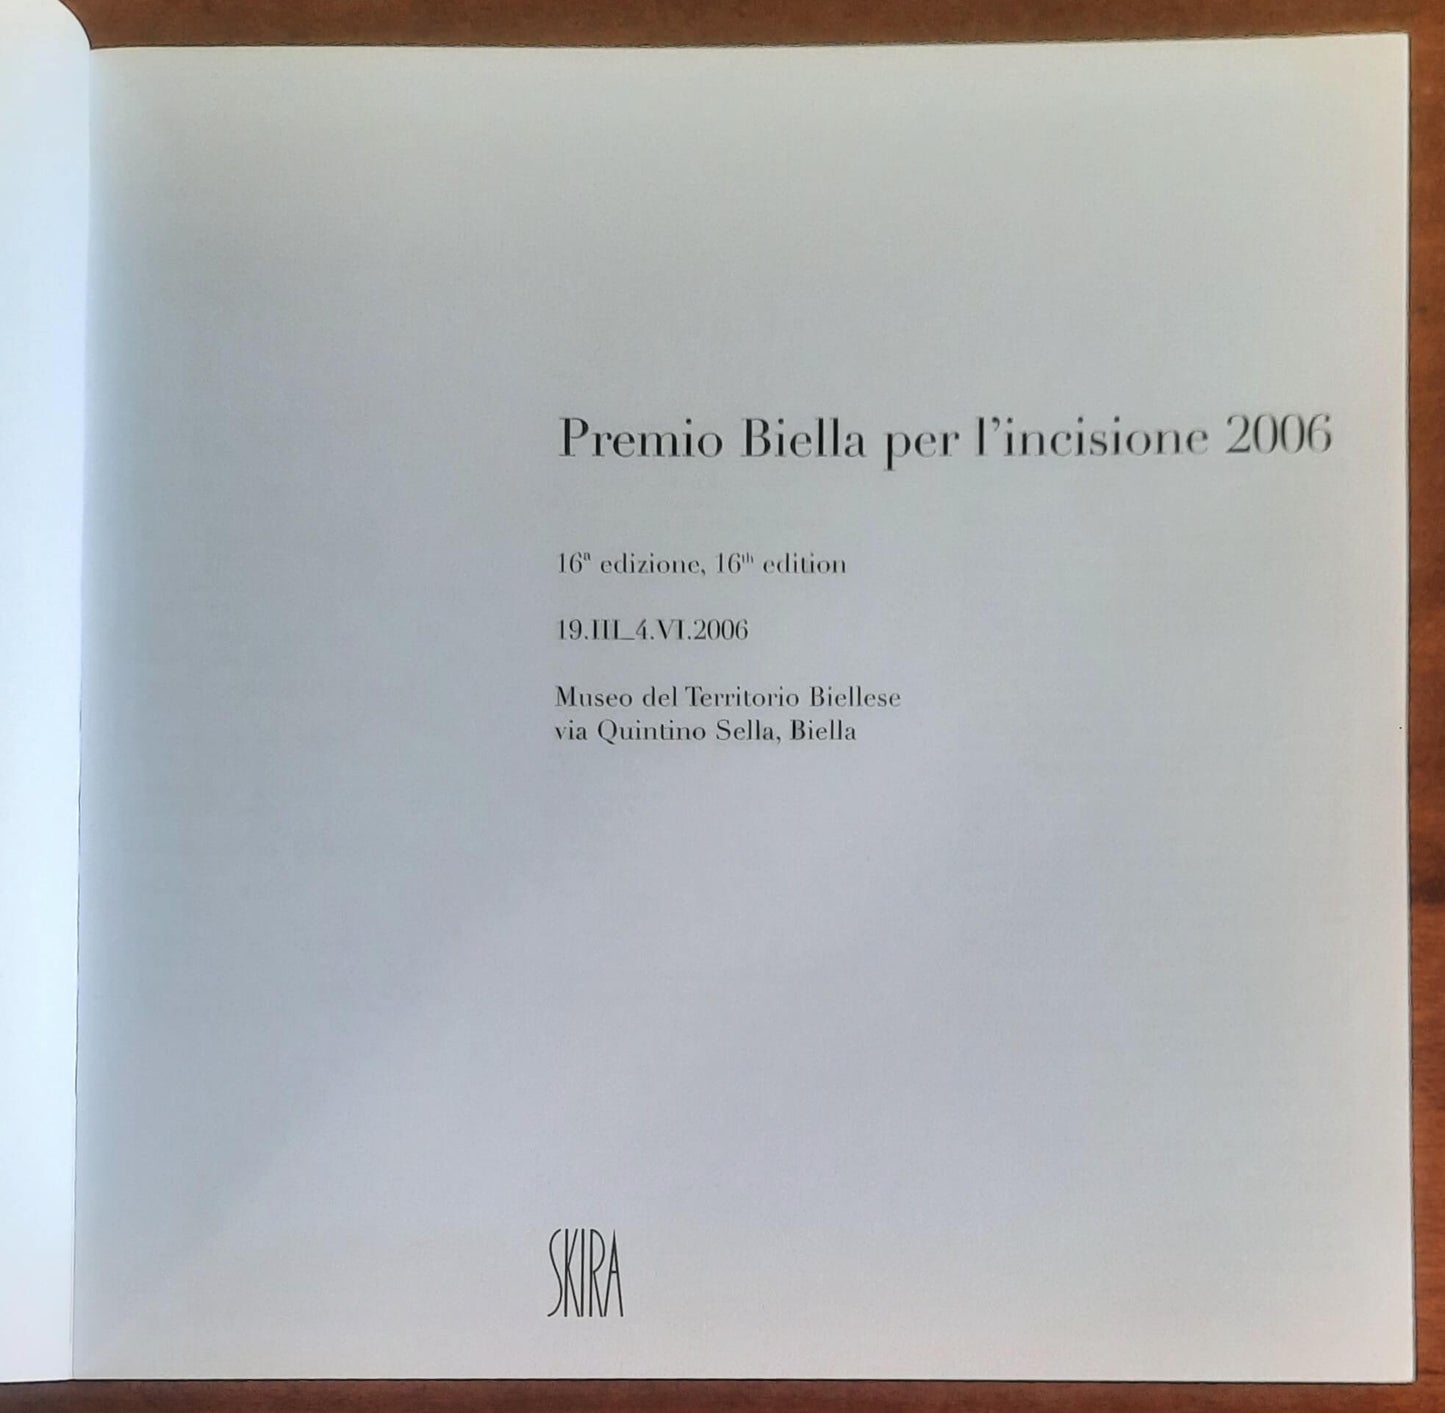 Premio Biella per l’incisione 2006
16ª edizione, 16th edition
19.III_4.VI.2006
Museo del Territorio Biellese
via Quintino Sella, Biella
SKIRA